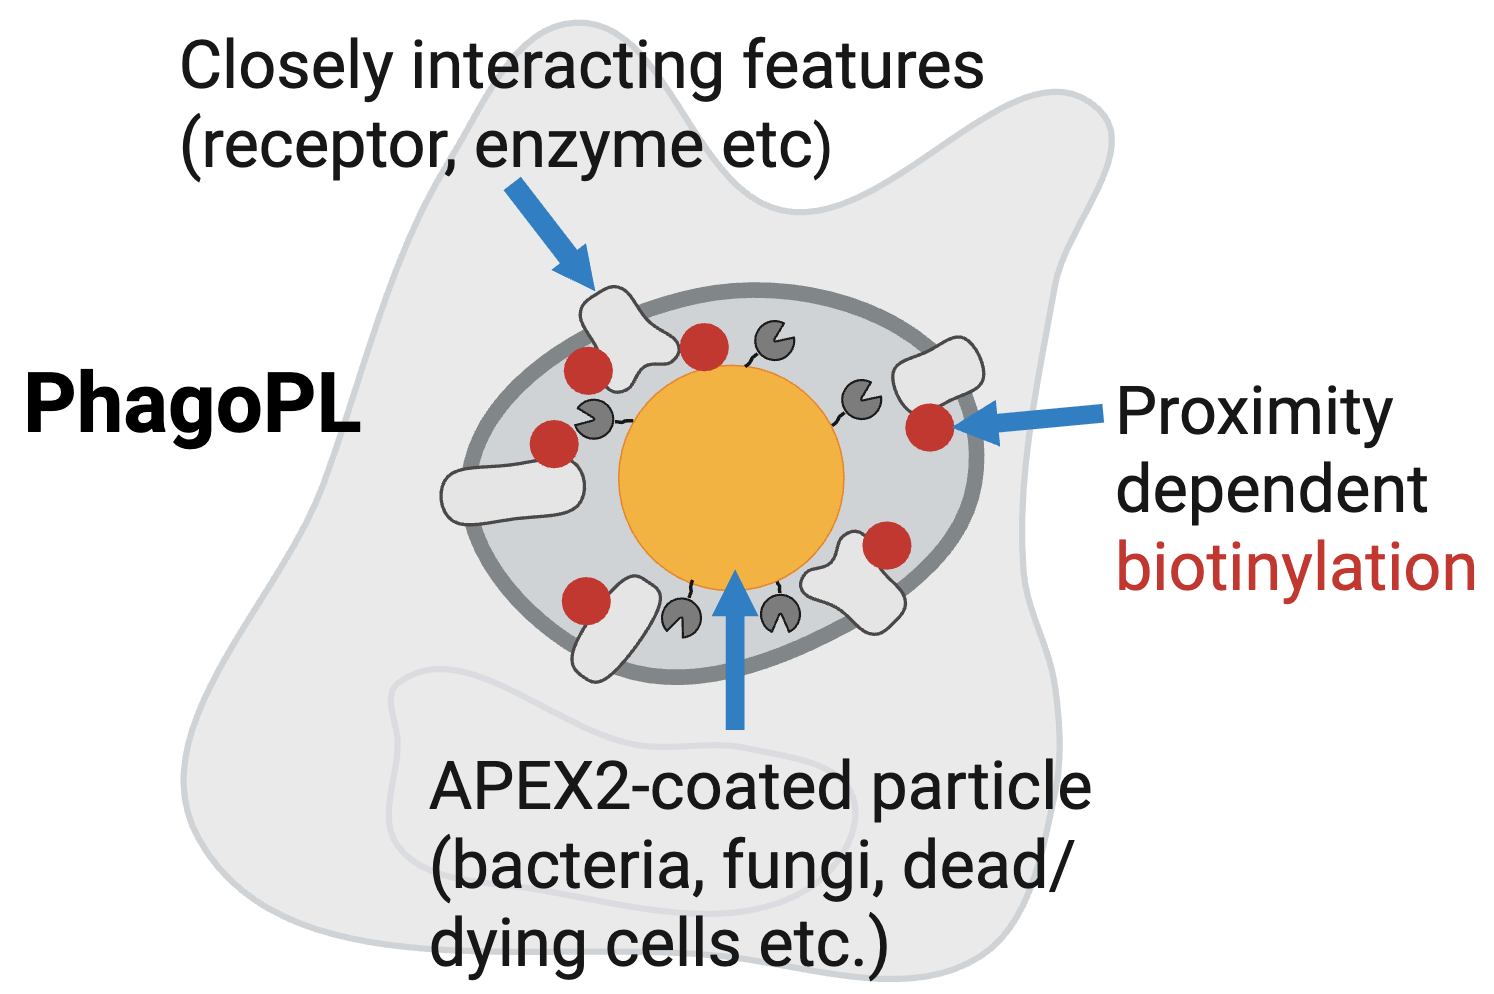 Closely interacting features
(receptor, enzyme etc)
PhagoPL
Proximity
dependent
biotinylation
APEX2-coated particle
(bacteria, fungi, dead/
dying cells etc.)